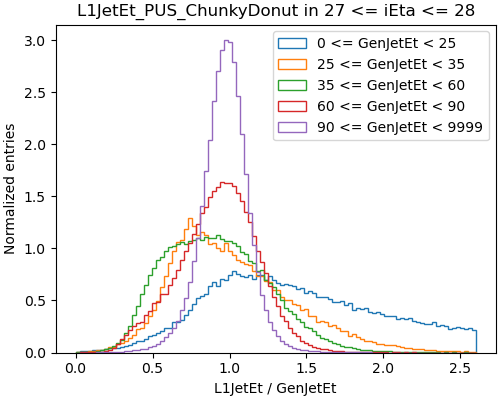 L1JetEt_PUS_ChunkyDonut in 27 <= iEta <= 28
0 <= GenJetEt < 25
25 <= GenJetEt < 35
35 <= GenJetEt < 60
60 <= GenJetEt < 90
90 <= GenJetEt < 9999
Normalized entries
3.0
2.5
2.0
1.5
1.0
0.5
0.0
0.0 0.5 1.0 1.5 2.0 2.5
L1JetEt / GenJetEt